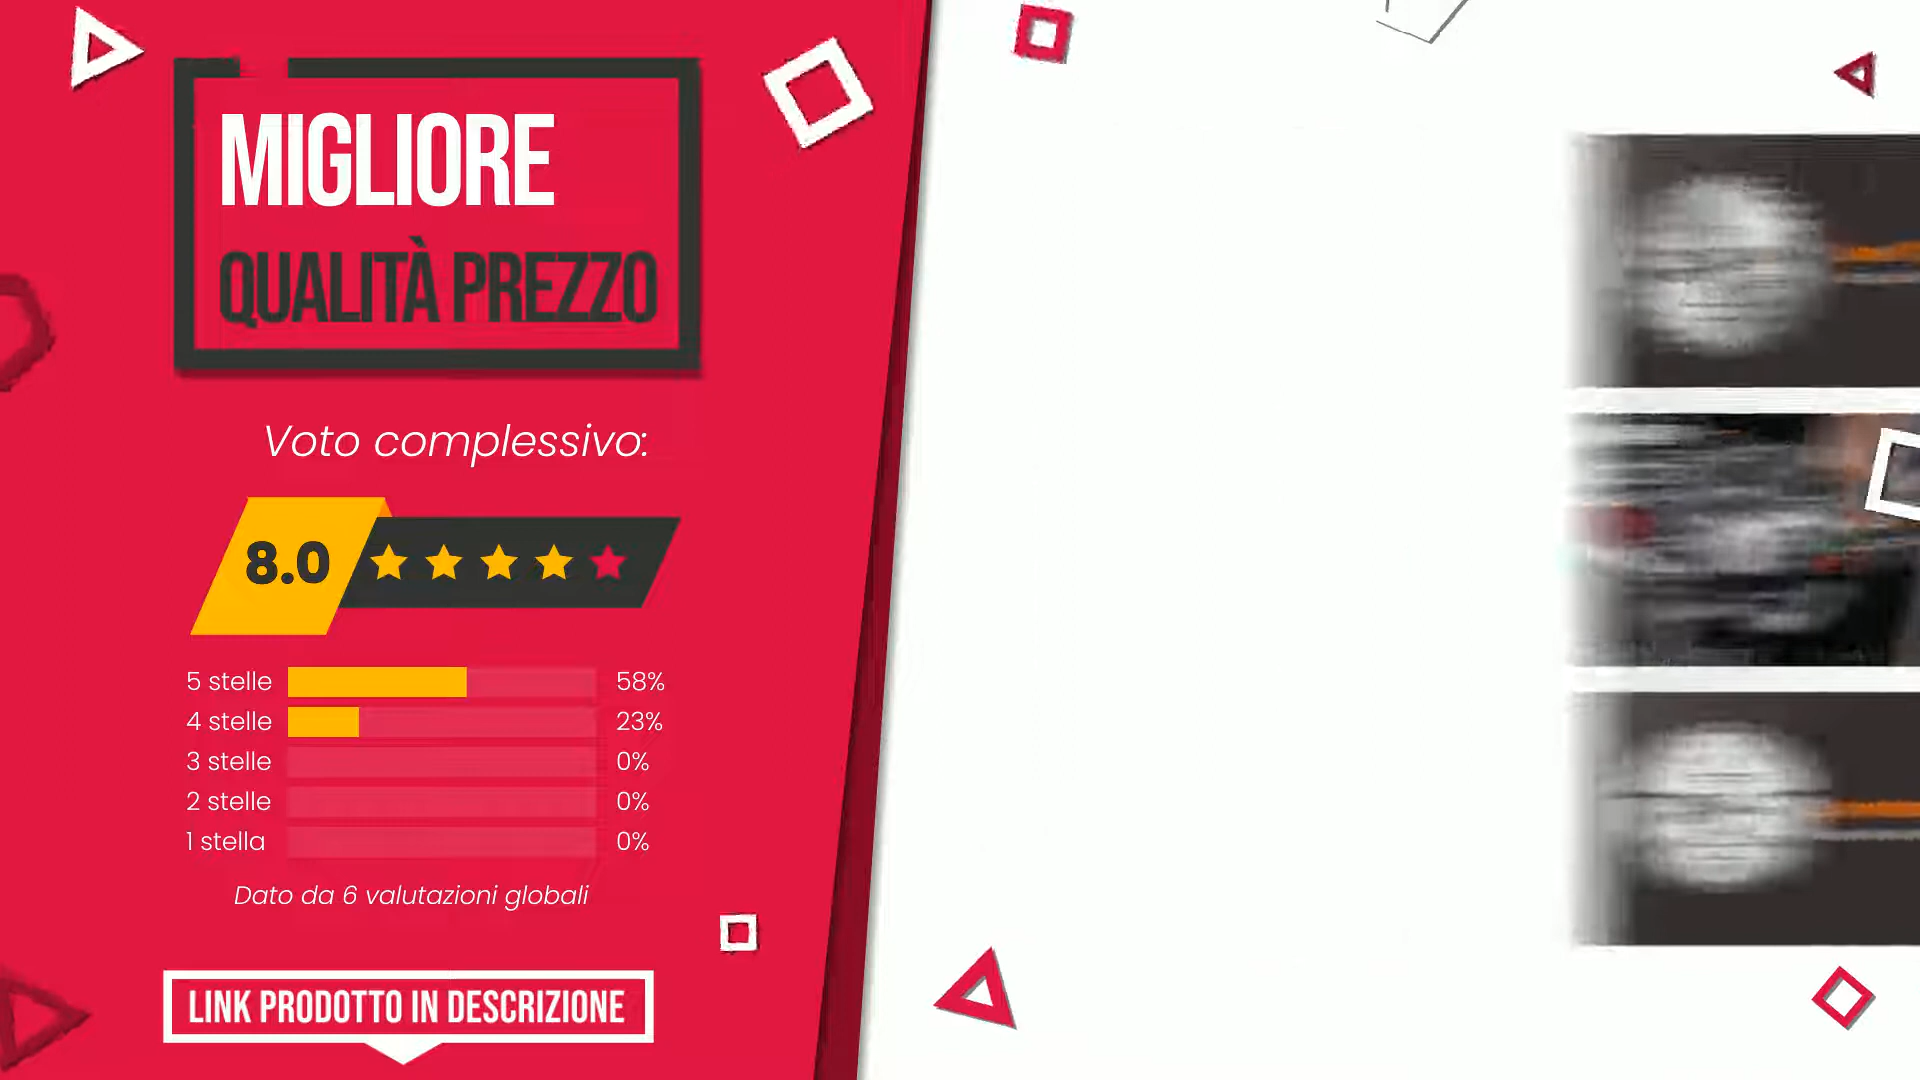 MIGLIORE
QUALITÀ PREZZO
Voto complessivo:
8.0
5 stelle 58%
4 stelle 23%
3 stelle 0%
2 stelle 0%
1 stella 0%
Dato da 6 valutazioni globali
LINK PRODOTTO IN DESCRIZIONE